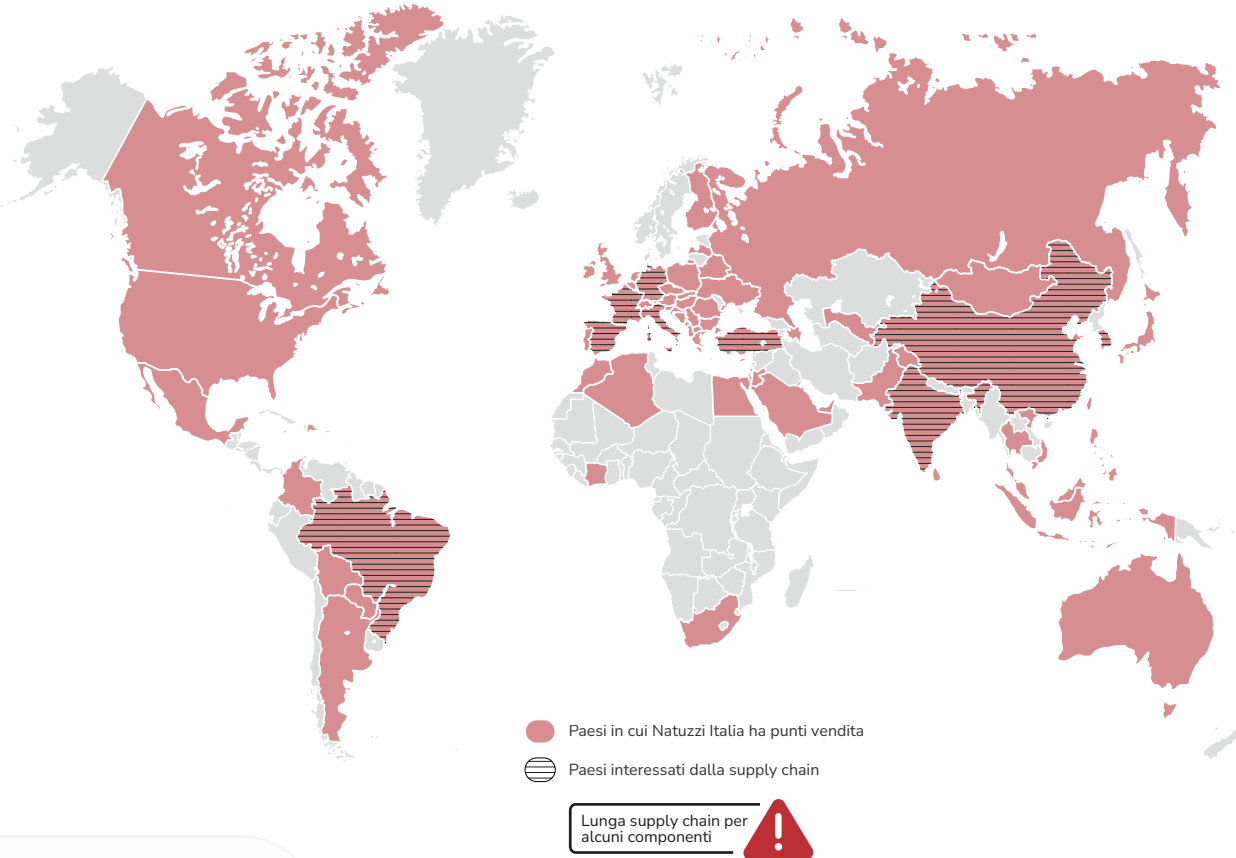 Paesi in cui Natuzzi Italia ha punti vendita
Paesi interessati dalla supply chain
Lunga supply chain per
alcuni componenti